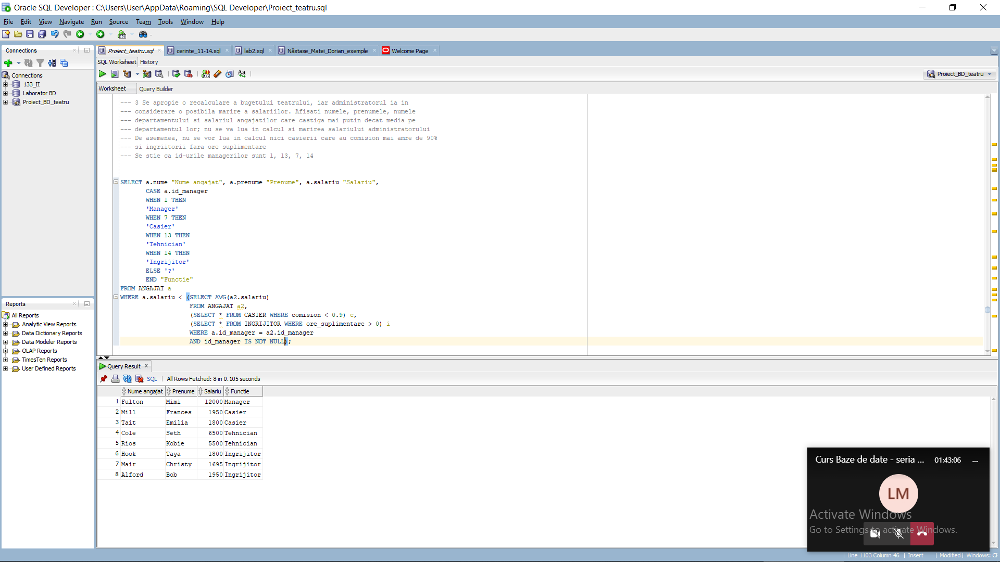 Oracle SQL Developer : C:\Users\User\AppData\Roaming\SQL Developer\Proiect_teatru.sql
File Edit View Navigate Run Source Team Tools Window Help
Connections
Proiect_teatru.sql cerinte_11-14.sql lab2.sql Năstase_Matei_Dorian_exemple Welcome Page
SQL Worksheet History
Connections
133_II
Laborator BD
Proiect_BD_teatru
Proiect_BD_teatru
Worksheet Query Builder
--- 3 Se apropie o recalculare a bugetului teatrului, iar administratorul ia in
--- considerare o posibila marire a salariilor. Afisati numele, prenumele, numele
--- departamentului si salariul angajatilor care castiga mai putin decat media pe
--- departamentul lor; nu se va lua in calcul si marirea salariului administratorului
--- De asemenea, nu se vor lua in calcul nici casierii care au comision mai amre de 90%
--- si ingriitorii fara ore suplimentare
--- Se stie ca id-urile managerilor sunt 1, 13, 7, 14
SELECT a.nume "Nume angajat", a.prenume "Prenume", a.salariu "Salariu",
CASE a.id_manager
WHEN 1 THEN
'Manager'
WHEN 7 THEN
'Casier'
WHEN 13 THEN
'Tehnician'
WHEN 14 THEN
'Ingrijitor'
ELSE '?'
END "Functie"
FROM ANGAJAT a
WHERE a.salariu < (SELECT AVG(a2.salariu)
FROM ANGAJAT a2,
(SELECT * FROM CASIER WHERE comision < 0.9) c,
(SELECT * FROM INGRIJITOR WHERE ore_suplimentare > 0) i
WHERE a.id_manager = a2.id_manager
AND id_manager IS NOT NULL);
Reports
All Reports
Analytic View Reports
Data Dictionary Reports
Data Modeler Reports
OLAP Reports
TimesTen Reports
User Defined Reports
Query Result
SQL | All Rows Fetched: 8 in 0.105 seconds
Nume angajat Prenume Salariu Functie
1 Fulton Mimi 12000 Manager
2 Mill Frances 1950 Casier
3 Tait Emilia 1800 Casier
4 Cole Seth 6500 Tehnician
5 Rios Kobie 5500 Tehnician
6 Hook Taya 1800 Ingrijitor
7 Mair Christy 1695 Ingrijitor
8 Alford Bob 1950 Ingrijitor
Curs Baze de date - seria ... 01:43:06
LM
Activate Windows
Go to Settings to activate Windows.
Line 1103 Column 46 | Insert | Modified | Windows: